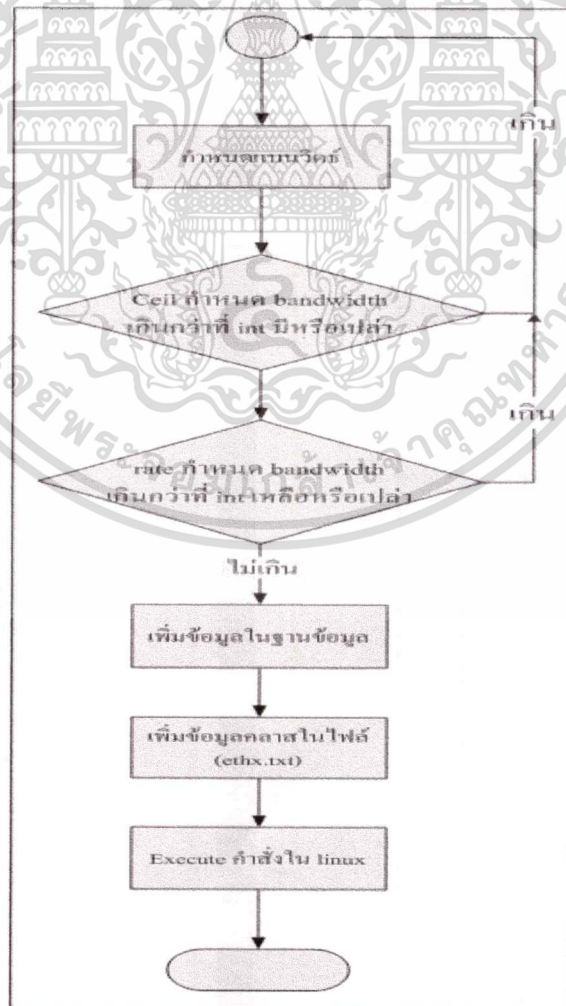 กำหนดแบนวิดธ์
Ceil กำหนด bandwidth
เกินกว่าที่ int มีหรือเปล่า
เกิน
rate กำหนด bandwidth
เกินกว่าที่ int เหลือหรือเปล่า
เกิน
ไม่เกิน
เพิ่มข้อมูลในฐานข้อมูล
เพิ่มข้อมูลคลาสในไฟล์
(ethx.txt)
Execute คำสั่งใน linux